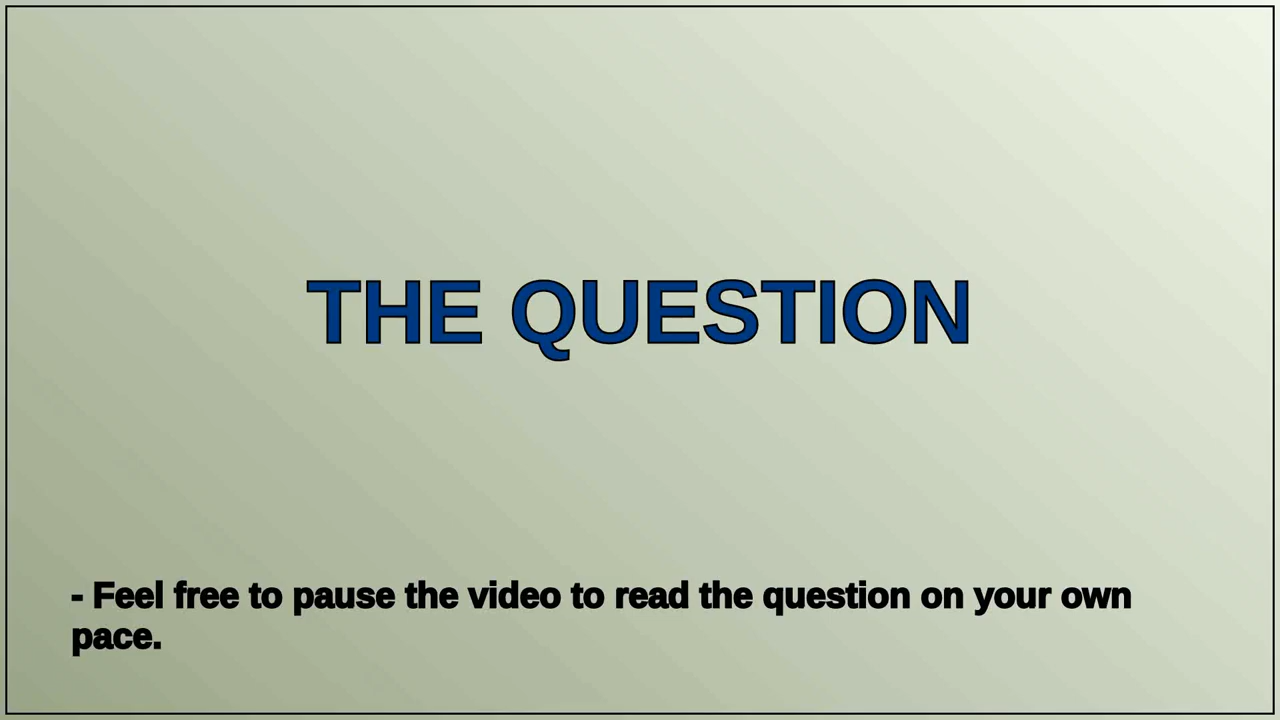 THE QUESTION
- Feel free to pause the video to read the question on your own
pace.